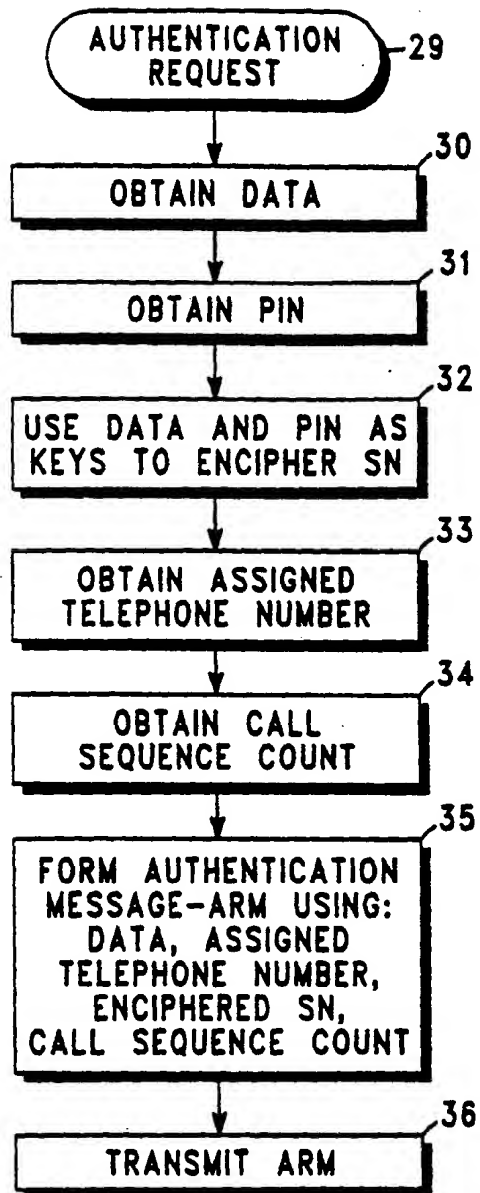 AUTHENTICATION
REQUEST
29
30
OBTAIN DATA
31
OBTAIN PIN
32
USE DATA AND PIN AS
KEYS TO ENCIPHER SN
33
OBTAIN ASSIGNED
TELEPHONE NUMBER
34
OBTAIN CALL
SEQUENCE COUNT
35
FORM AUTHENTICATION
MESSAGE-ARM USING:
DATA, ASSIGNED
TELEPHONE NUMBER,
ENCIPHERED SN,
CALL SEQUENCE COUNT
36
TRANSMIT ARM